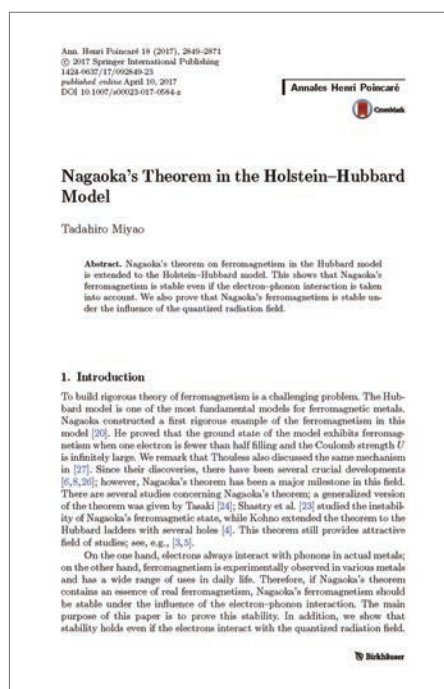 Ann. Henri Poincaré 18 (2017), 2849–2871
© 2017 Springer International Publishing
1424-0637/17/092849-23
published online April 10, 2017
DOI 10.1007/s00023-017-0584-z
Annales Henri Poincaré
CrossMark
Nagaoka's Theorem in the Holstein–Hubbard
Model
Tadahiro Miyao
Abstract. Nagaoka's theorem on ferromagnetism in the Hubbard model
is extended to the Holstein–Hubbard model. This shows that Nagaoka's
ferromagnetism is stable even if the electron–phonon interaction is taken
into account. We also prove that Nagaoka's ferromagnetism is stable un-
der the influence of the quantized radiation field.
1. Introduction
To build rigorous theory of ferromagnetism is a challenging problem. The Hub-
bard model is one of the most fundamental models for ferromagnetic metals.
Nagaoka constructed a first rigorous example of the ferromagnetism in this
model [20]. He proved that the ground state of the model exhibits ferromag-
netism when one electron is fewer than half filling and the Coulomb strength U
is infinitely large. We remark that Thouless also discussed the same mechanism
in [27]. Since their discoveries, there have been several crucial developments
[6,8,26]; however, Nagaoka's theorem has been a major milestone in this field.
There are several studies concerning Nagaoka's theorem; a generalized version
of the theorem was given by Tasaki [24]; Shastry et al. [23] studied the instabil-
ity of Nagaoka's ferromagnetic state, while Kohno extended the theorem to the
Hubbard ladders with several holes [4]. This theorem still provides attractive
field of studies; see, e.g., [3,5].
On the one hand, electrons always interact with phonons in actual metals;
on the other hand, ferromagnetism is experimentally observed in various metals
and has a wide range of uses in daily life. Therefore, if Nagaoka's theorem
contains an essence of real ferromagnetism, Nagaoka's ferromagnetism should
be stable under the influence of the electron–phonon interaction. The main
purpose of this paper is to prove this stability. In addition, we show that
stability holds even if the electrons interact with the quantized radiation field.
Birkhäuser